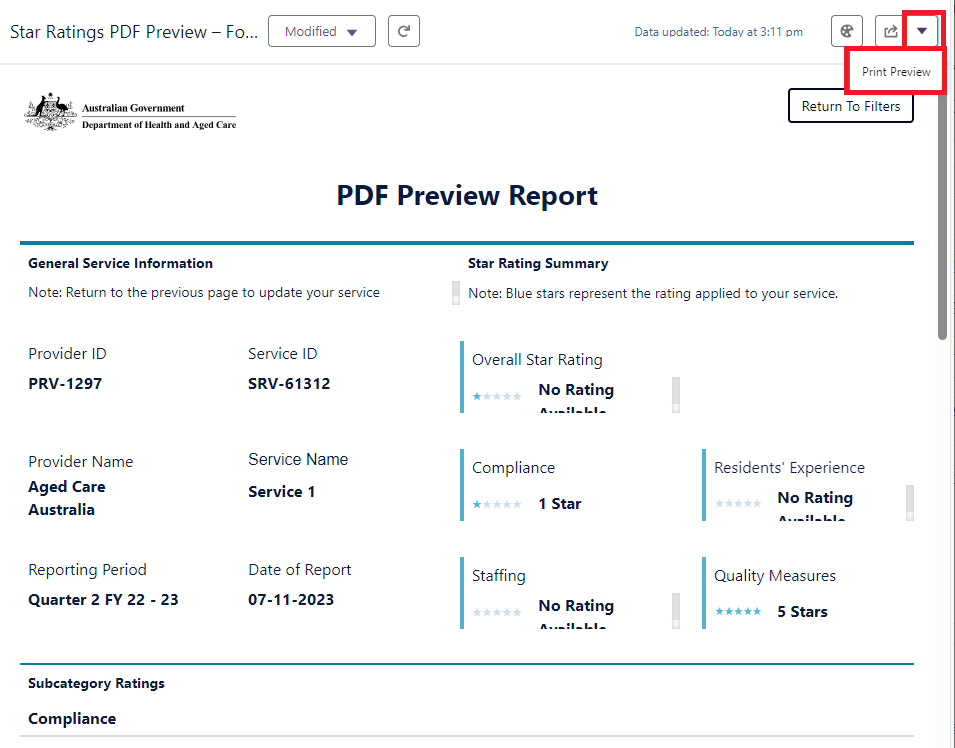 Star Ratings PDF Preview – Fo...
Modified
Data updated: Today at 3:11 pm
Print Preview
Australian Government
Department of Health and Aged Care
Return To Filters
PDF Preview Report
General Service Information
Note: Return to the previous page to update your service
Star Rating Summary
Note: Blue stars represent the rating applied to your service.
Provider ID
PRV-1297
Service ID
SRV-61312
Overall Star Rating
No Rating
Available
Provider Name
Aged Care
Australia
Service Name
Service 1
Compliance
1 Star
Residents' Experience
No Rating
Available
Reporting Period
Quarter 2 FY 22 - 23
Date of Report
07-11-2023
Staffing
No Rating
Available
Quality Measures
5 Stars
Subcategory Ratings
Compliance